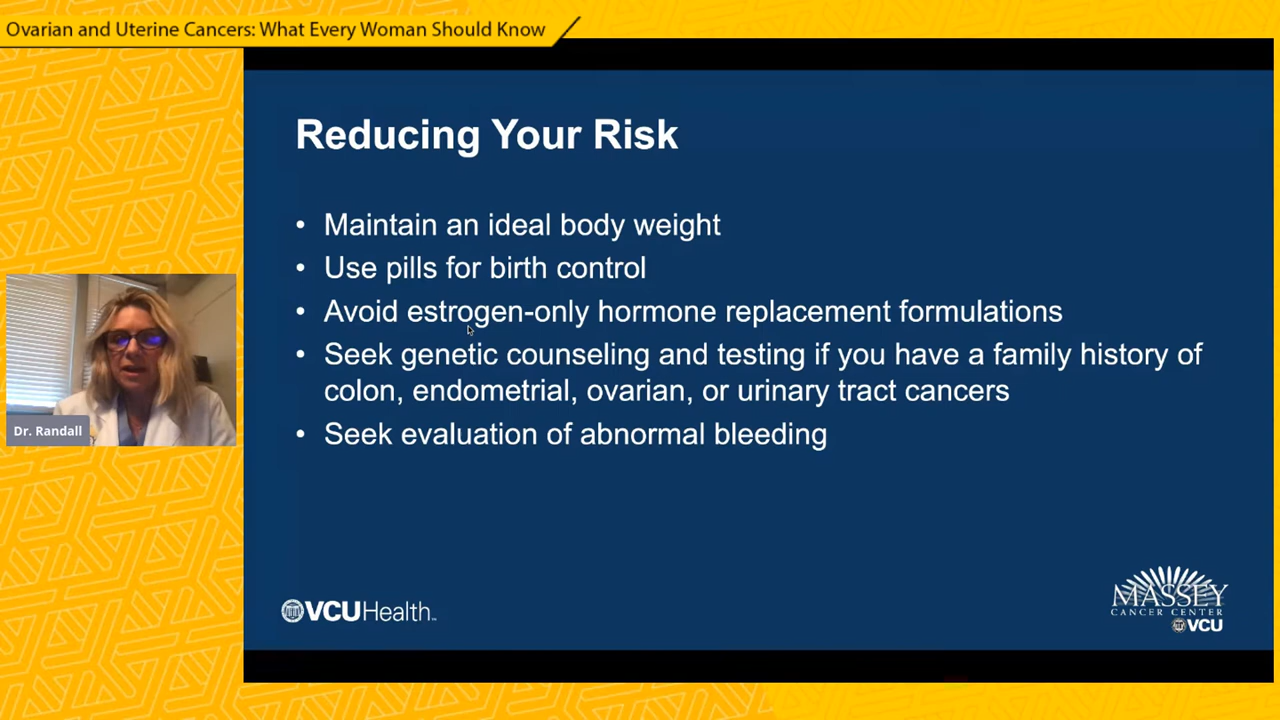 Ovarian and Uterine Cancers: What Every Woman Should Know
Reducing Your Risk
• Maintain an ideal body weight
• Use pills for birth control
• Avoid estrogen-only hormone replacement formulations
• Seek genetic counseling and testing if you have a family history of
colon, endometrial, ovarian, or urinary tract cancers
• Seek evaluation of abnormal bleeding
Dr. Randall
VCUHealth™
MASSEY
CANCER CENTER
VCU